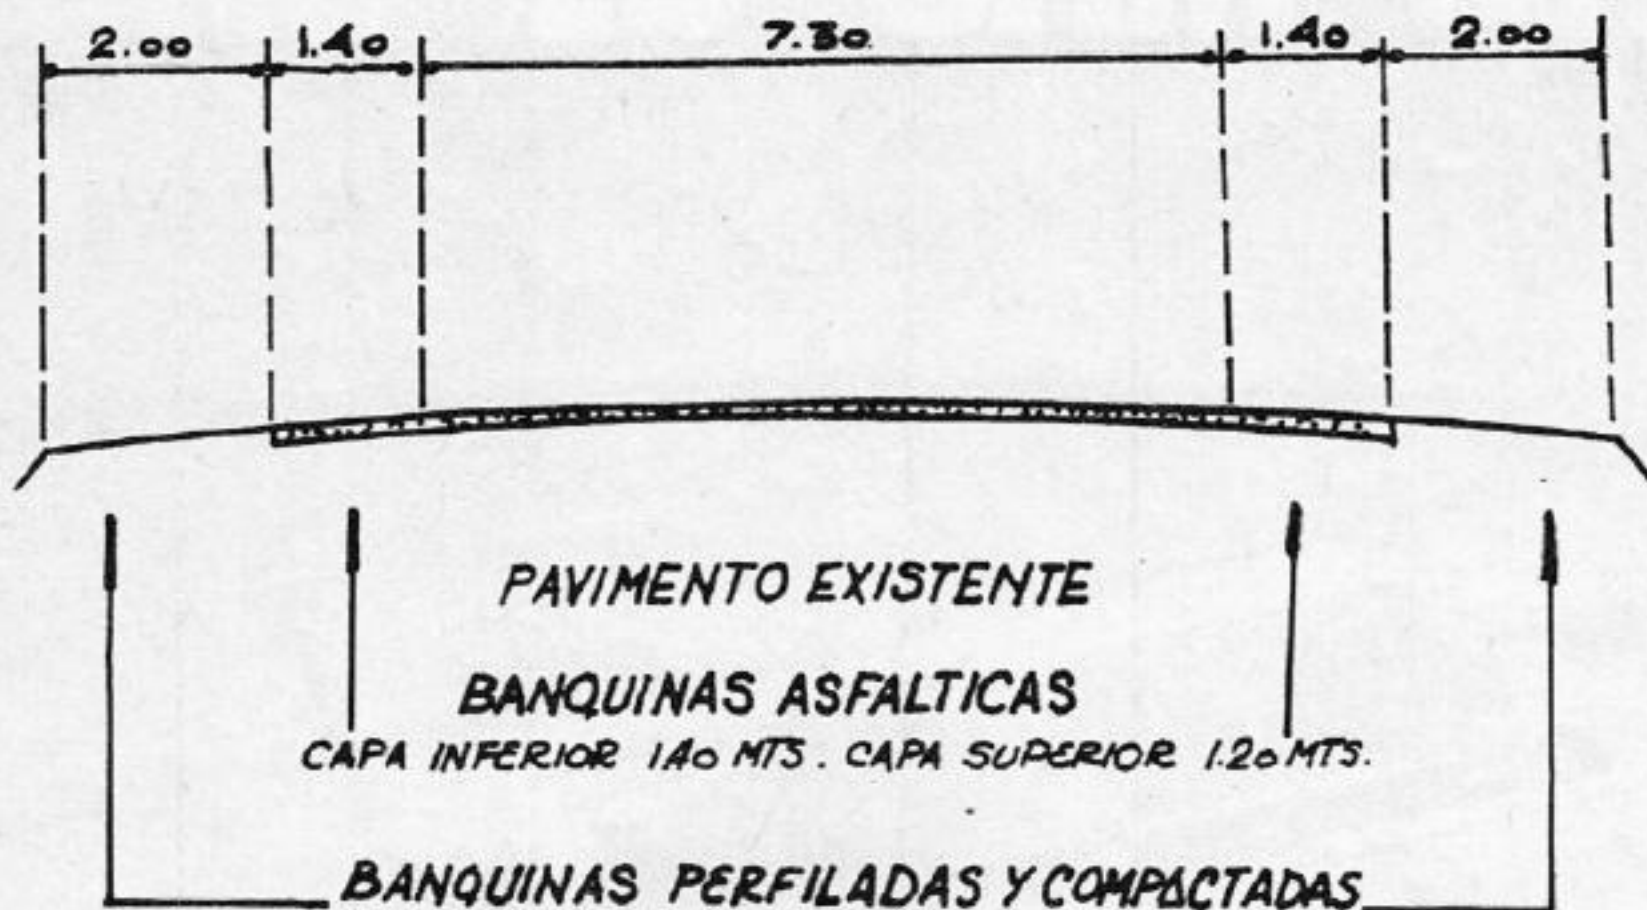 2.00 1.40 7.30 1.40 2.00
PAVIMENTO EXISTENTE
BANQUINAS ASFALTICAS
CAPA INFERIOR 1.40 MTS. CAPA SUPERIOR 1.20 MTS.
BANQUINAS PERFILADAS Y COMPACTADAS